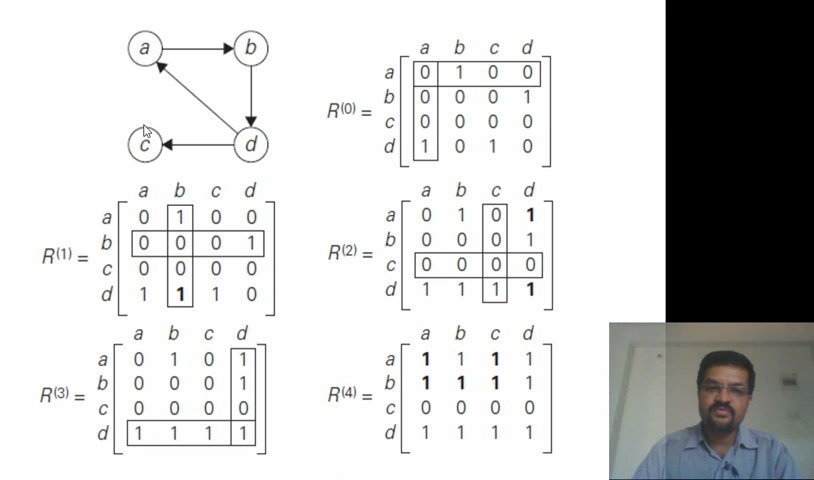 a b
c d
a b c d
R(0) =
a 0 1 0 0
b 0 0 0 1
c 0 0 0 0
d 1 0 1 0
a b c d
R(1) =
a 0 1 0 0
b 0 0 0 1
c 0 0 0 0
d 1 1 1 0
a b c d
R(2) =
a 0 1 0 1
b 0 0 0 1
c 0 0 0 0
d 1 1 1 1
a b c d
R(3) =
a 0 1 0 1
b 0 0 0 1
c 0 0 0 0
d 1 1 1 1
a b c d
R(4) =
a 1 1 1 1
b 1 1 1 1
c 0 0 0 0
d 1 1 1 1